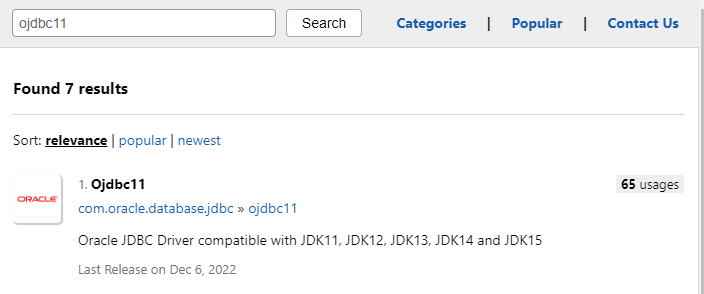 ojdbc11 Search Categories | Popular | Contact Us
Found 7 results
Sort: relevance | popular | newest
ORACLE
1. Ojdbc11 65 usages
com.oracle.database.jdbc » ojdbc11
Oracle JDBC Driver compatible with JDK11, JDK12, JDK13, JDK14 and JDK15
Last Release on Dec 6, 2022